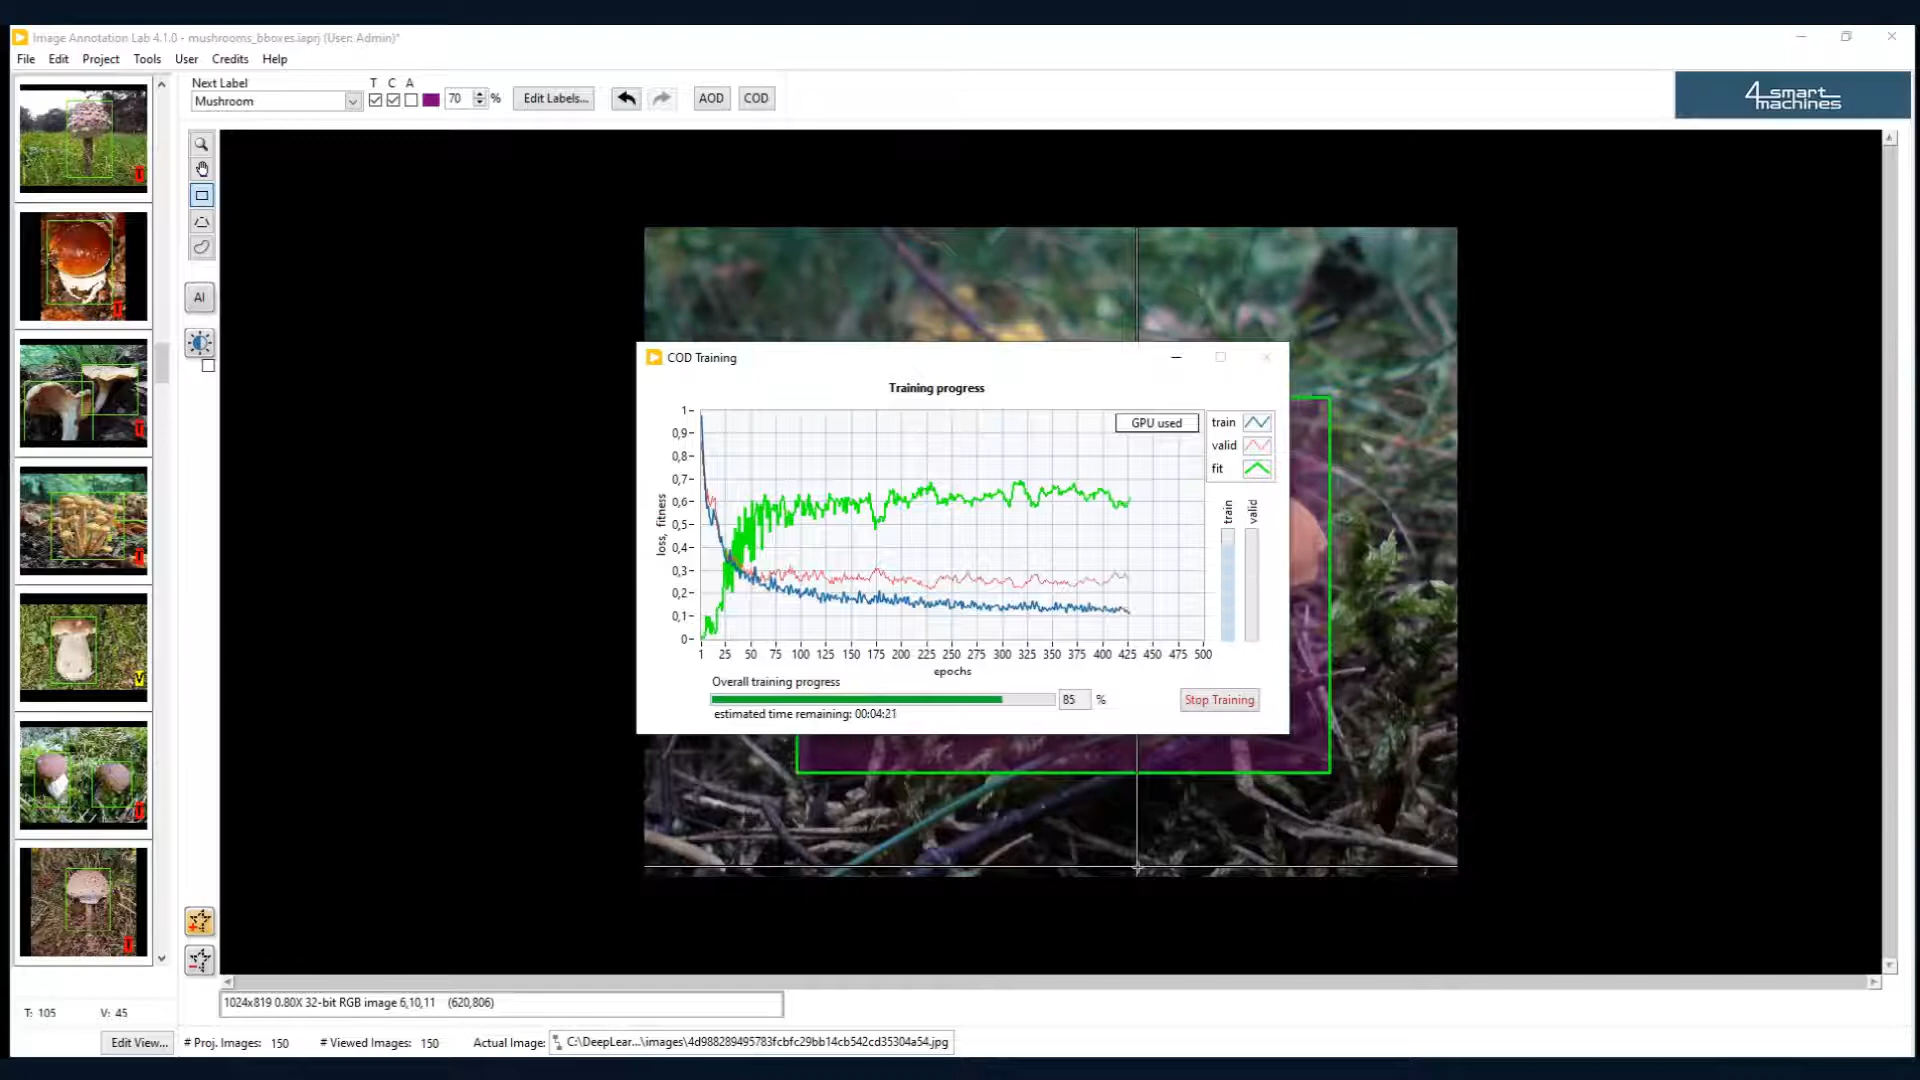 Image Annotation Lab 4.1.0 - mushrooms_bboxes.iaprj (User: Admin)*
File Edit Project Tools User Credits Help
Next Label T C A
Mushroom 70 % Edit Labels... AOD COD
4smart
machines
AI
T
T
T
T
V
T
T
COD Training
Training progress
GPU used
train
valid
fit
train
valid
loss, fitness
1
0,9
0,8
0,7
0,6
0,5
0,4
0,3
0,2
0,1
0
1 25 50 75 100 125 150 175 200 225 250 275 300 325 350 375 400 425 450 475 500
epochs
Overall training progress
85 % Stop Training
estimated time remaining: 00:04:21
1024x819 0.80X 32-bit RGB image 6,10,11 (620,806)
T: 105 V: 45
Edit View... # Proj. Images: 150 # Viewed Images: 150 Actual Image: C:\DeepLear...\images\4d988289495783fcbfc29bb14cb542cd35304a54.jpg